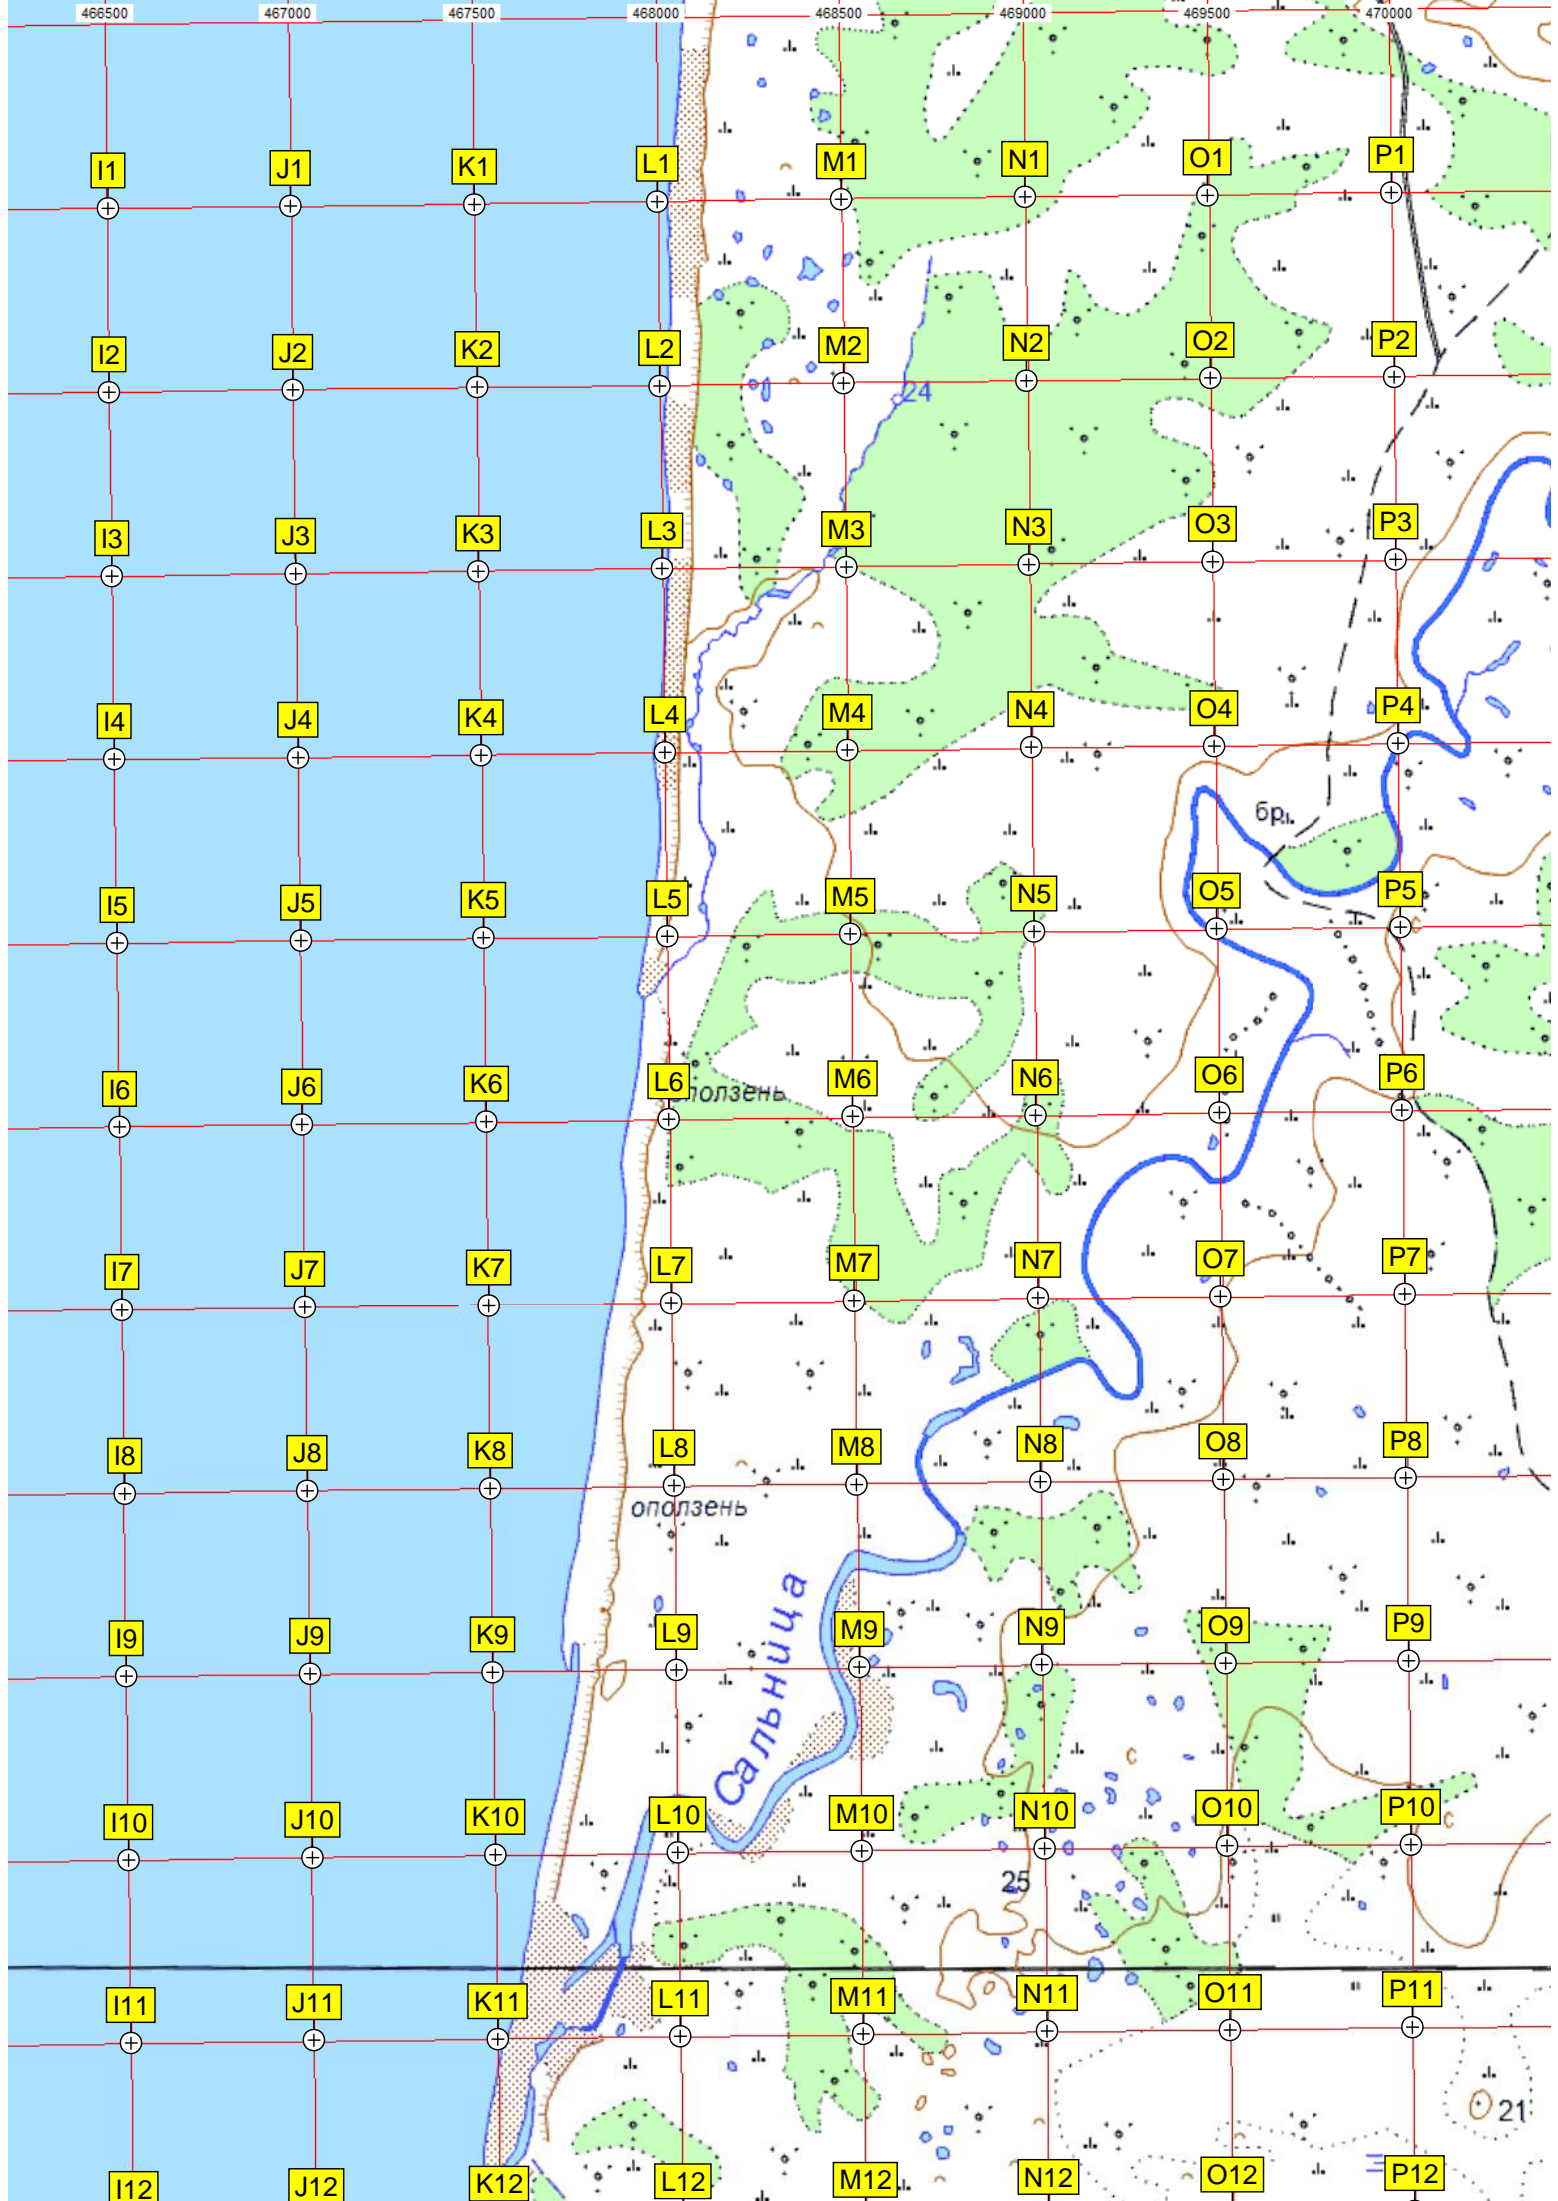 466500 467000 467500 468000 468500 469000 469500 470000
I1 J1 K1 L1 M1 N1 O1 P1
I2 J2 K2 L2 M2 N2 O2 P2
24
I3 J3 K3 L3 M3 N3 O3 P3
I4 J4 K4 L4 M4 N4 O4 P4
бр.
I5 J5 K5 L5 M5 N5 O5 P5
с
I6 J6 K6 L6 M6 N6 O6 P6
оползень
I7 J7 K7 L7 M7 N7 O7 P7
I8 J8 K8 L8 M8 N8 O8 P8
оползень
Сальница
I9 J9 K9 L9 M9 N9 O9 P9
с
I10 J10 K10 L10 M10 N10 O10 P10
с
25
I11 J11 K11 L11 M11 N11 O11 P11
21
I12 J12 K12 L12 M12 N12 O12 P12